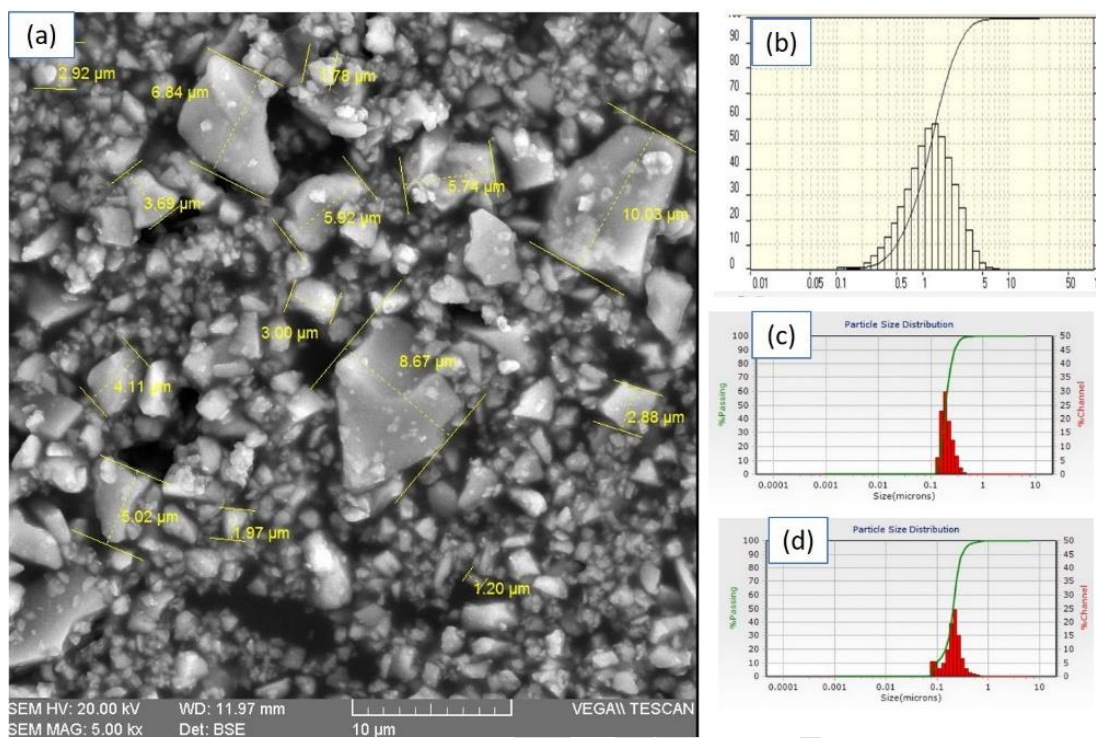 (a)
2.92 µm
6.84 µm
1.78 µm
3.69 µm
5.92 µm
5.74 µm
10.03 µm
3.00 µm
8.67 µm
4.11 µm
2.88 µm
5.02 µm
1.97 µm
1.20 µm
SEM HV: 20.00 kV WD: 11.97 mm VEGA\\ TESCAN
SEM MAG: 5.00 kx Det: BSE 10 µm
(b)
90
80
70
60
50
40
30
20
10
0
0.01 0.05 0.1 0.5 1 5 10 50
(c)
Particle Size Distribution
%Passing
100
90
80
70
60
50
40
30
20
10
0
50
45
40
35
30
25
20
15
10
5
0
%Channel
0.0001 0.001 0.01 0.1 1 10
Size(microns)
(d)
Particle Size Distribution
%Passing
100
90
80
70
60
50
40
30
20
10
0
50
45
40
35
30
25
20
15
10
5
0
%Channel
0.0001 0.001 0.01 0.1 1 10
Size(microns)